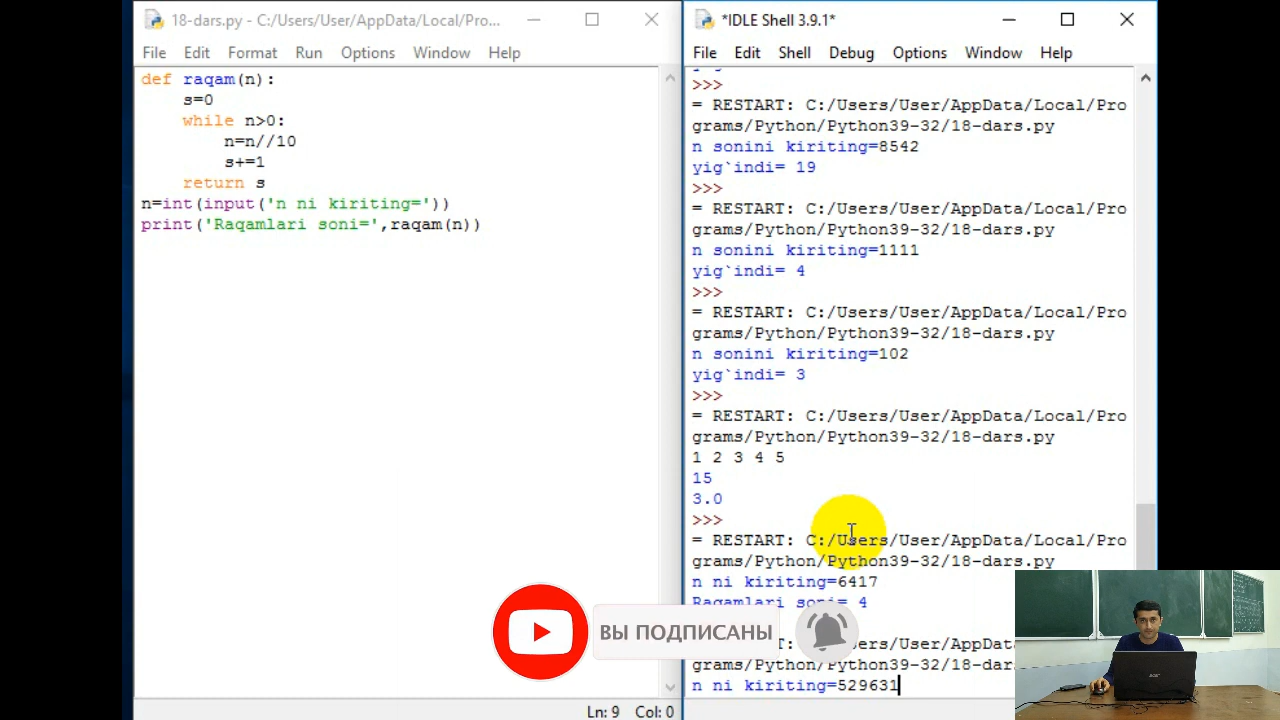 18-dars.py - C:/Users/User/AppData/Local/Pro...
File Edit Format Run Options Window Help
def raqam(n):
s=0
while n>0:
n=n//10
s+=1
return s
n=int(input('n ni kiriting='))
print('Raqamlari soni=',raqam(n))
Ln: 9 Col: 0
*IDLE Shell 3.9.1*
File Edit Shell Debug Options Window Help
>>>
= RESTART: C:/Users/User/AppData/Local/Pro
grams/Python/Python39-32/18-dars.py
n sonini kiriting=8542
yig`indi= 19
>>>
= RESTART: C:/Users/User/AppData/Local/Pro
grams/Python/Python39-32/18-dars.py
n sonini kiriting=1111
yig`indi= 4
>>>
= RESTART: C:/Users/User/AppData/Local/Pro
grams/Python/Python39-32/18-dars.py
n sonini kiriting=102
yig`indi= 3
>>>
= RESTART: C:/Users/User/AppData/Local/Pro
grams/Python/Python39-32/18-dars.py
1 2 3 4 5
15
3.0
>>>
= RESTART: C:/Users/User/AppData/Local/Pro
grams/Python/Python39-32/18-dars.py
n ni kiriting=6417
Raqamlari soni= 4
T: C:/Users/User/AppData/Loca
grams/Python/Python39-32/18-dars.
n ni kiriting=529631
ВЫ ПОДПИСАНЫ